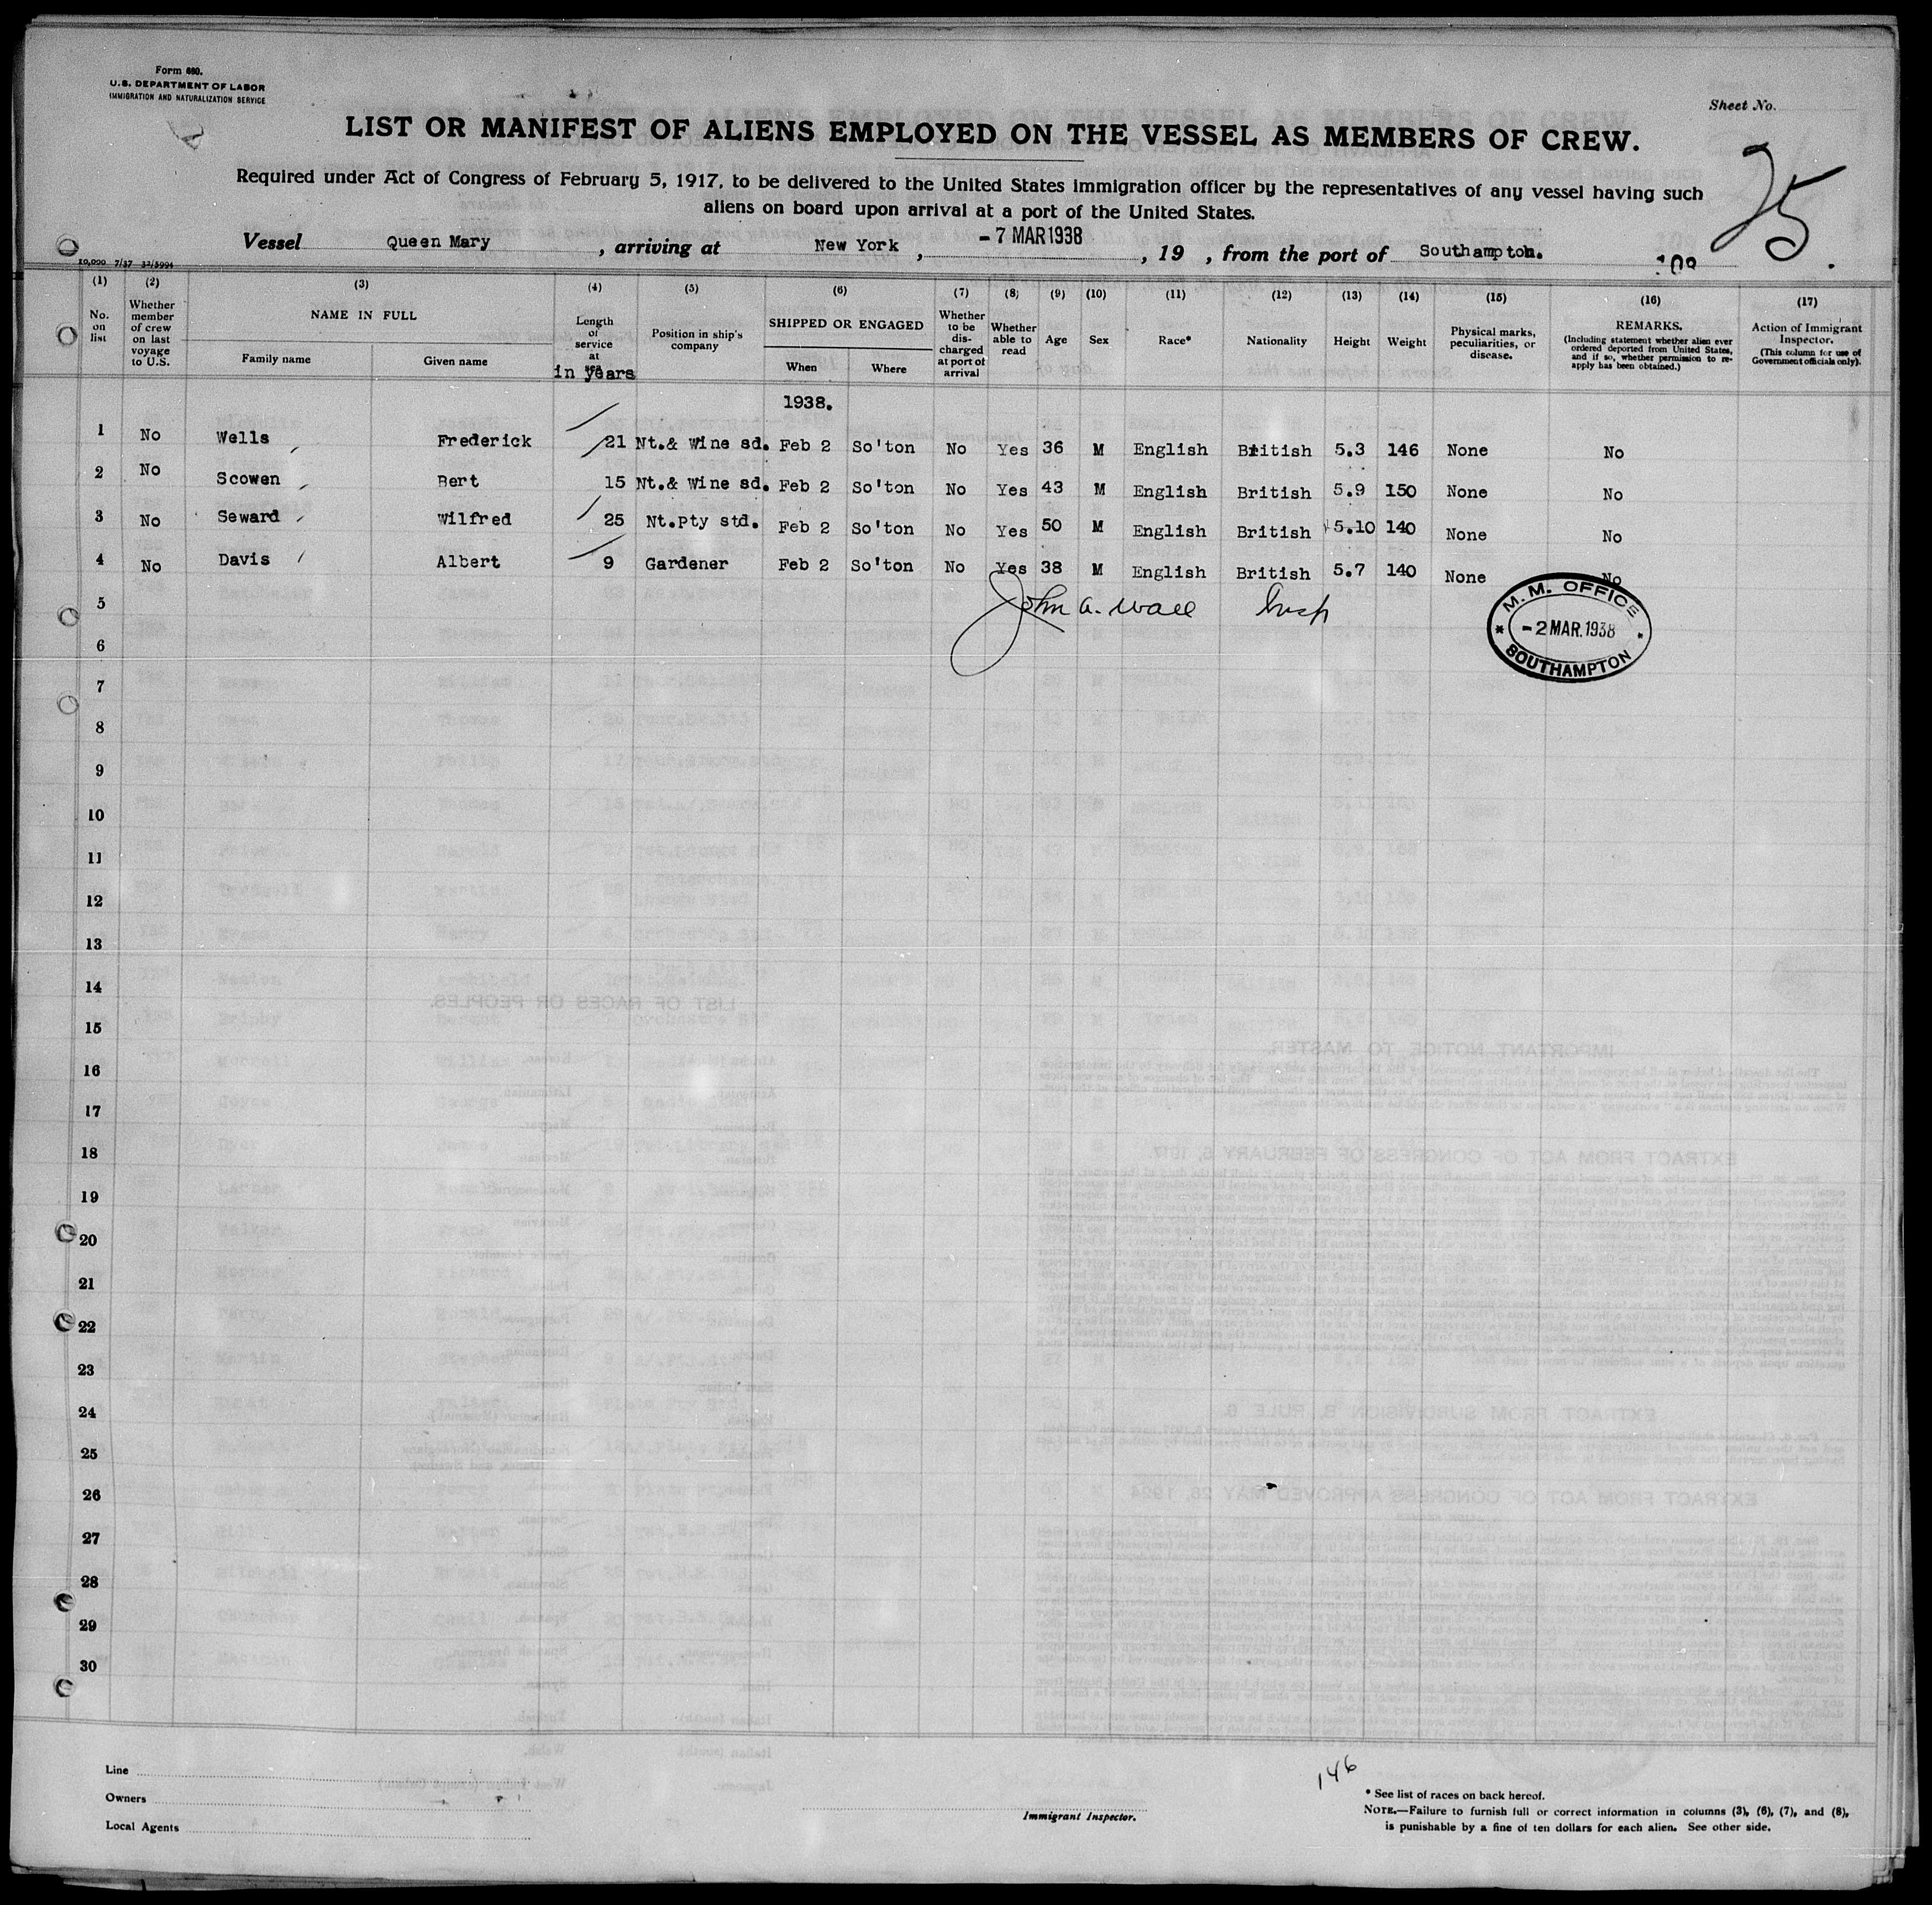 Form 680.
U.S. DEPARTMENT OF LABOR
IMMIGRATION AND NATURALIZATION SERVICE
Sheet No.
25
LIST OR MANIFEST OF ALIENS EMPLOYED ON THE VESSEL AS MEMBERS OF CREW.
Required under Act of Congress of February 5, 1917, to be delivered to the United States immigration officer by the representatives of any vessel having such
aliens on board upon arrival at a port of the United States.
Vessel Queen Mary, arriving at New York, -7 MAR 1938, 19 , from the port of Southampton.
10,000 7/37 32/5994
(1) (2) (3) (4) (5) (6) (7) (8) (9) (10) (11) (12) (13) (14) (15) (16) (17)
No. on list
Whether member of crew on last voyage to U.S.
NAME IN FULL
Family name
Given name
Length of service at
in years
Position in ship's company
SHIPPED OR ENGAGED
When
Where
Whether to be discharged at port of arrival
Whether able to read
Age
Sex
Race*
Nationality
Height
Weight
Physical marks, peculiarities, or disease.
REMARKS.
(Including statement whether alien ever ordered deported from United States, and if so, whether permission to reapply has been obtained.)
Action of Immigrant Inspector.
(This column for use of Government officials only).
1938.
1 No Wells Frederick 21 Nt.& Wine sd. Feb 2 So'ton No Yes 36 M English British 5.3 146 None No
2 No Scowen Bert 15 Nt.& Wine sd. Feb 2 So'ton No Yes 43 M English British 5.9 150 None No
3 No Seward Wilfred 25 Nt.Pty std. Feb 2 So'ton No Yes 50 M English British 5.10 140 None No
4 No Davis Albert 9 Gardener Feb 2 So'ton No Yes 38 M English British 5.7 140 None No
5
John A. Wall Insp
M. M. OFFICE
-2 MAR.1938
SOUTHAMPTON
6
7
8
9
10
11
12
13
14
15
16
17
18
19
20
21
22
23
24
25
26
27
28
29
30
146
Line
Owners
Local Agents
Immigrant Inspector.
* See list of races on back hereof.
NOTE.—Failure to furnish full or correct information in columns (3), (6), (7), and (8),
is punishable by a fine of ten dollars for each alien. See other side.